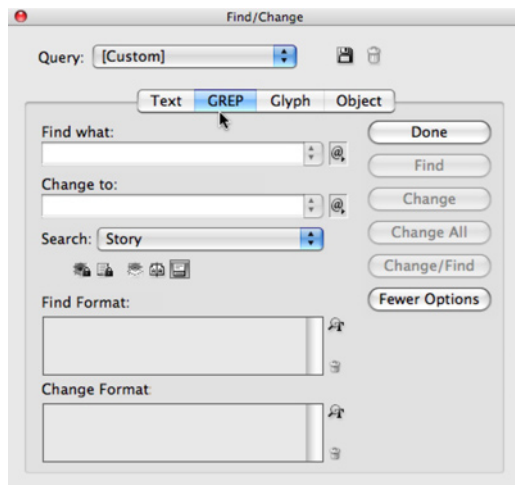 Find/Change
Query: [Custom]
Text GREP Glyph Object
Find what:
Done
Find
Change to:
Change
Search: Story
Change All
Change/Find
Find Format:
Fewer Options
Change Format: